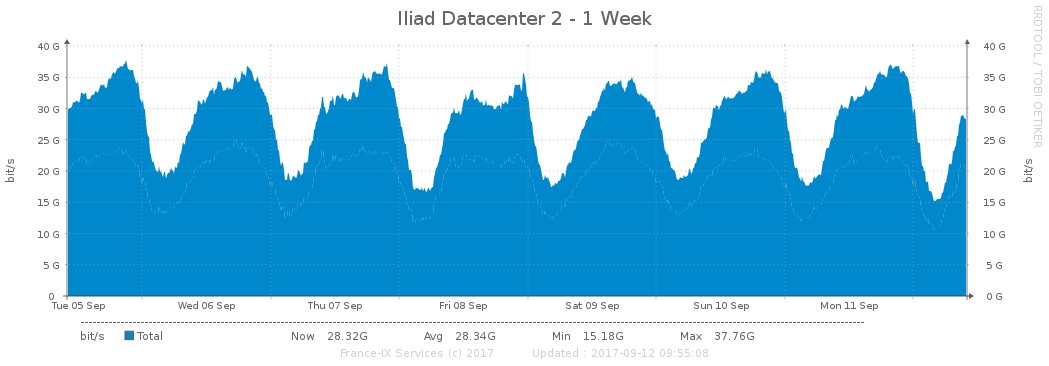 Iliad Datacenter 2 - 1 Week
RRDTOOL / TOBI OETIKER
40 G 40 G
35 G 35 G
30 G 30 G
25 G 25 G
20 G 20 G
15 G 15 G
10 G 10 G
5 G 5 G
0 0 G
bit/s bit/s
Tue 05 Sep Wed 06 Sep Thu 07 Sep Fri 08 Sep Sat 09 Sep Sun 10 Sep Mon 11 Sep
bit/s Total Now 28.32G Avg 28.34G Min 15.18G Max 37.76G
France-IX Services (c) 2017 Updated : 2017-09-12 09:55:08